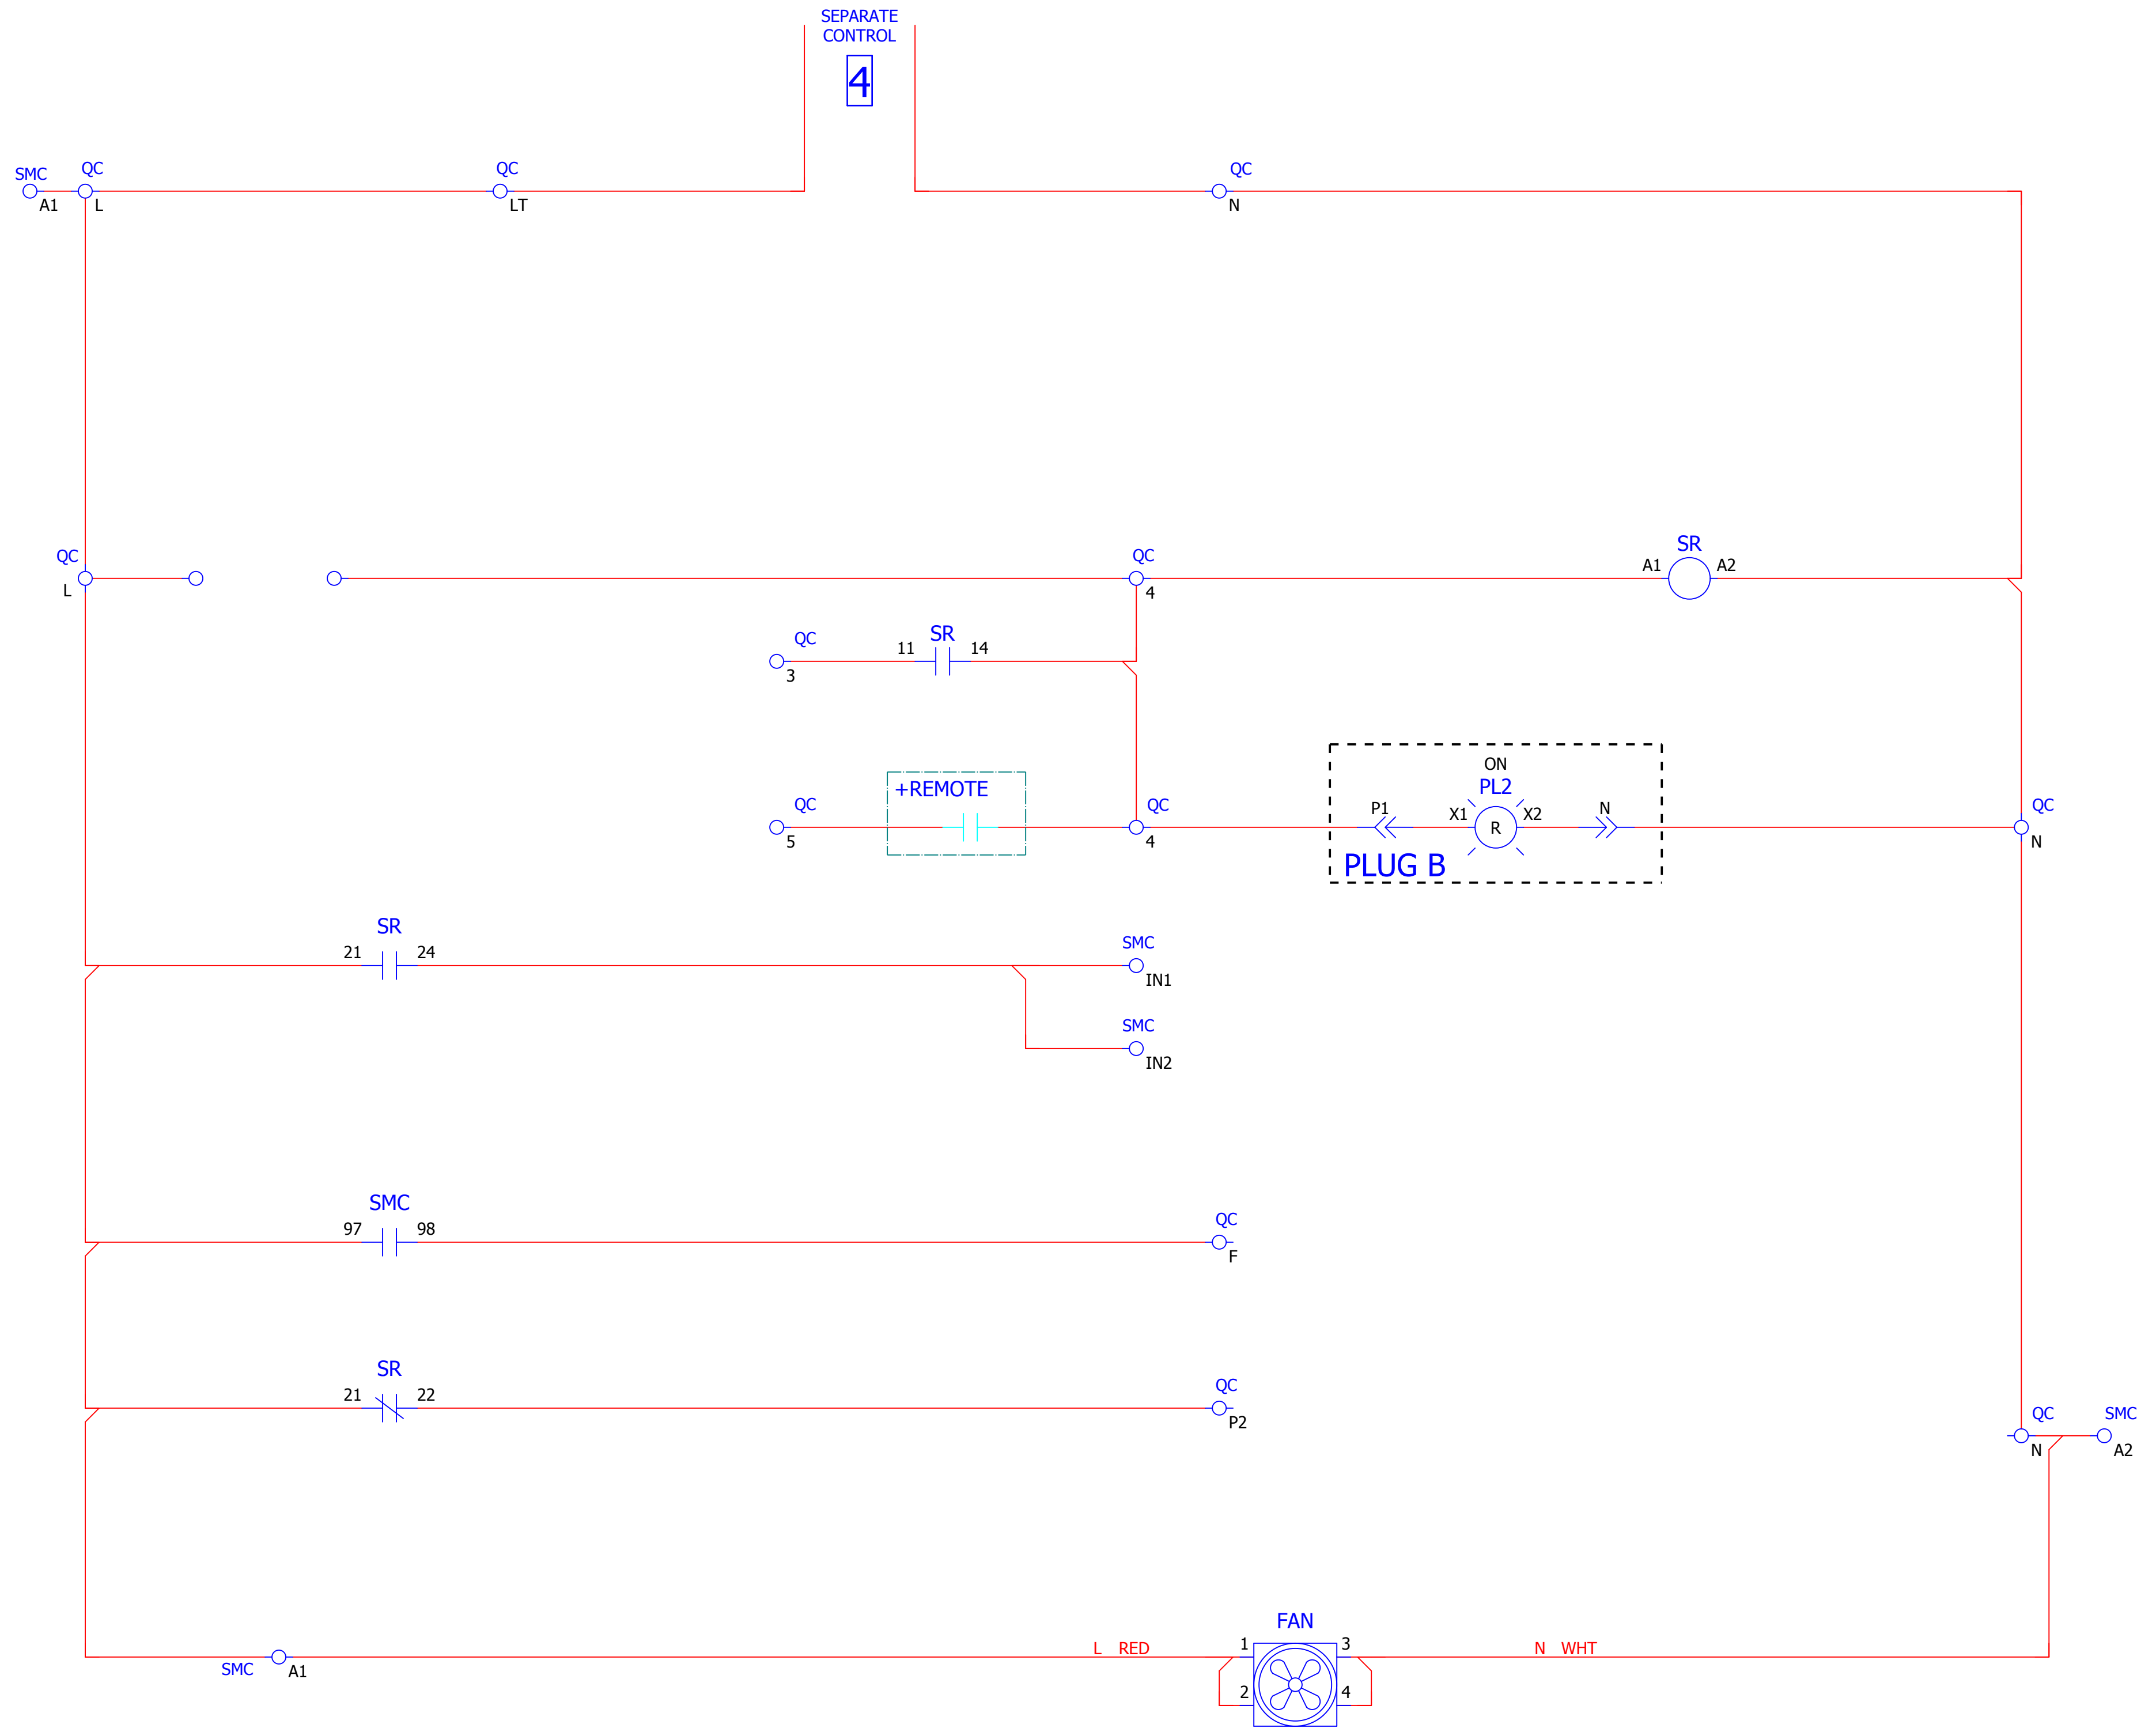 SEPARATE
CONTROL
4
SMC
QC
QC
QC
A1
L
LT
N
QC
QC
SR
A1
A2
L
4
QC
SR
11
14
3
ON
+REMOTE
PL2
QC
QC
P1
X1
R
X2
N
QC
5
4
PLUG B
N
SR
21
24
SMC
IN1
SMC
IN2
SMC
97
98
QC
F
SR
21
22
QC
P2
QC
SMC
N
A2
FAN
L RED
1
3
N WHT
SMC
A1
2
4